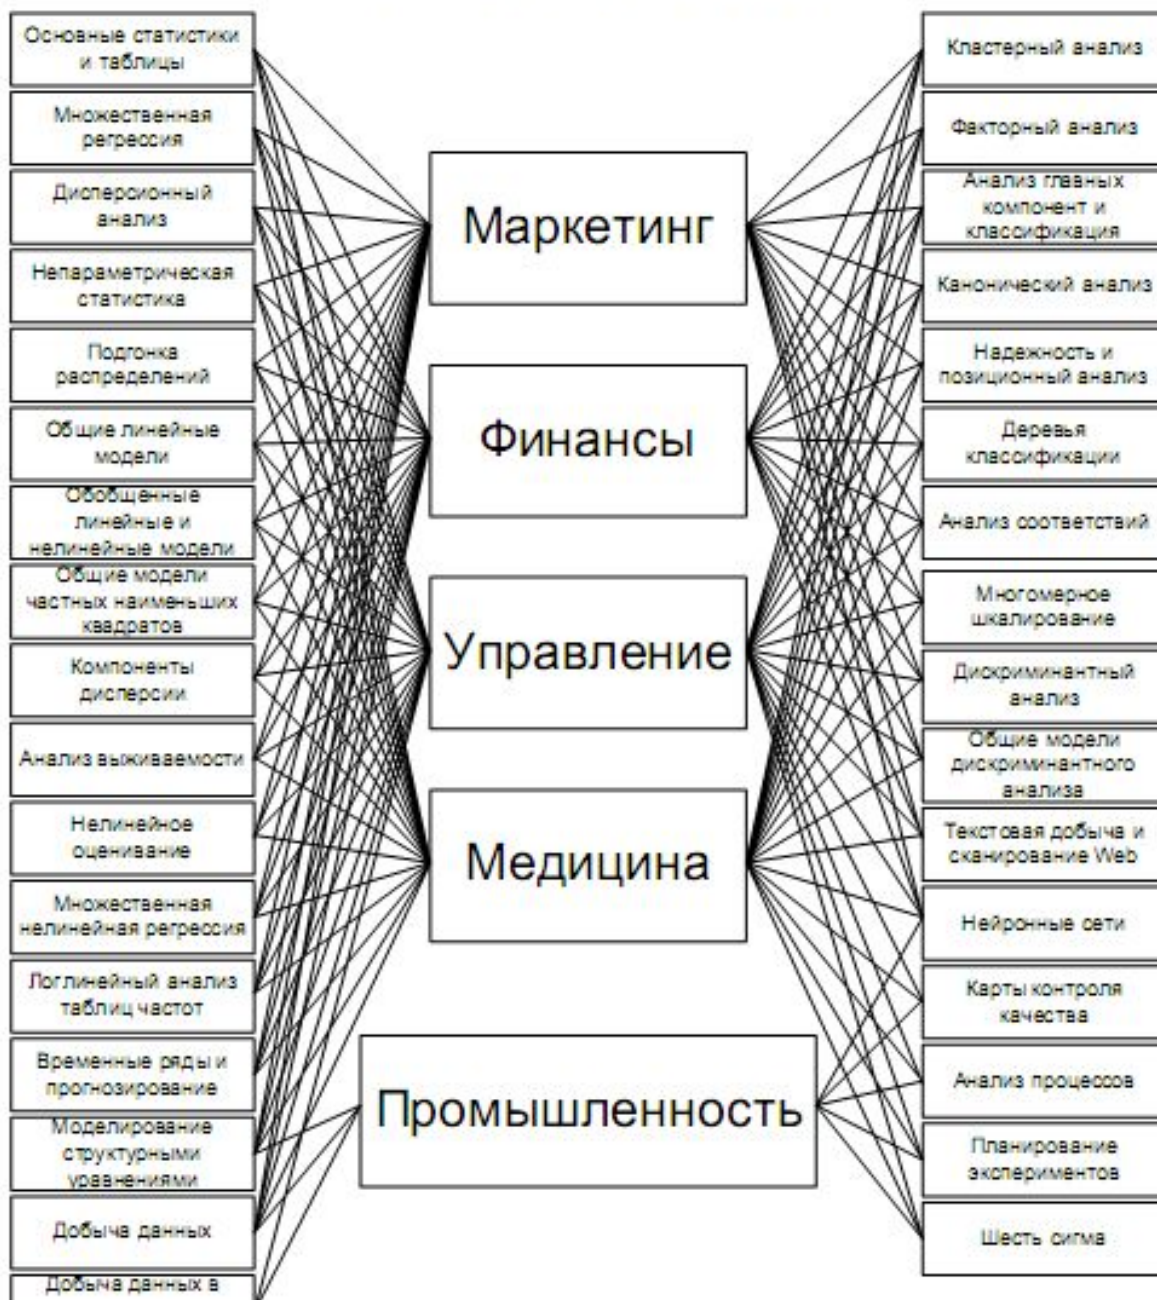 Основные статистики
и таблицы
Множественная
регрессия
Дисперсионный
анализ
Непараметрическая
статистика
Подгонка
распределений
Общие линейные
модели
Обобщенные
линейные и
нелинейные модели
Общие модели
частных наименьших
квадратов
Компоненты
дисперсии
Анализ выживаемости
Нелинейное
оценивание
Множественная
нелинейная регрессия
Логлинейный анализ
таблиц частот
Временные ряды и
прогнозирование
Моделирование
структурными
уравнениями
Добыча данных
Добыча данных в
Маркетинг
Финансы
Управление
Медицина
Промышленность
Кластерный анализ
Факторный анализ
Анализ главных
компонент и
классификация
Канонический анализ
Надежность и
позиционный анализ
Деревья
классификации
Анализ соответствий
Многомерное
шкалирование
Дискриминантный
анализ
Общие модели
дискриминантного
анализа
Текстовая добыча и
сканирование Web
Нейронные сети
Карты контроля
качества
Анализ процессов
Планирование
экспериментов
Шесть сигма